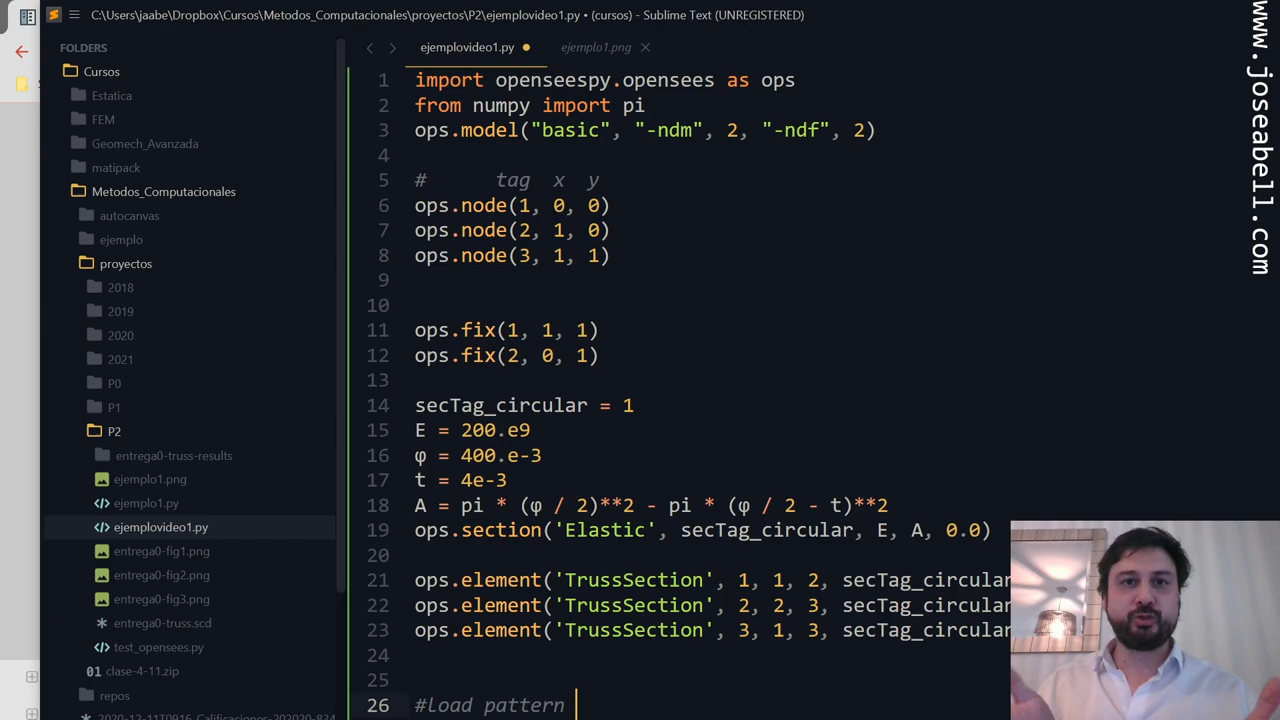 C:\Users\jaabe\Dropbox\Cursos\Metodos_Computacionales\proyectos\P2\ejemplovideo1.py • (cursos) - Sublime Text (UNREGISTERED)
FOLDERS
Cursos
Estatica
FEM
Geomech_Avanzada
matipack
Metodos_Computacionales
autocanvas
ejemplo
proyectos
2018
2019
2020
2021
P0
P1
P2
entrega0-truss-results
ejemplo1.png
ejemplo1.py
ejemplovideo1.py
entrega0-fig1.png
entrega0-fig2.png
entrega0-fig3.png
entrega0-truss.scd
test_opensees.py
clase-4-11.zip
repos
ejemplovideo1.py
ejemplo1.png
1 import openseespy.opensees as ops
2 from numpy import pi
3 ops.model("basic", "-ndm", 2, "-ndf", 2)
4
5 # tag x y
6 ops.node(1, 0, 0)
7 ops.node(2, 1, 0)
8 ops.node(3, 1, 1)
9
10
11 ops.fix(1, 1, 1)
12 ops.fix(2, 0, 1)
13
14 secTag_circular = 1
15 E = 200.e9
16 φ = 400.e-3
17 t = 4e-3
18 A = pi * (φ / 2)**2 - pi * (φ / 2 - t)**2
19 ops.section('Elastic', secTag_circular, E, A, 0.0)
20
21 ops.element('TrussSection', 1, 1, 2, secTag_circular
22 ops.element('TrussSection', 2, 2, 3, secTag_circular
23 ops.element('TrussSection', 3, 1, 3, secTag_circular
24
25
26 #load pattern
www.joseabell.com